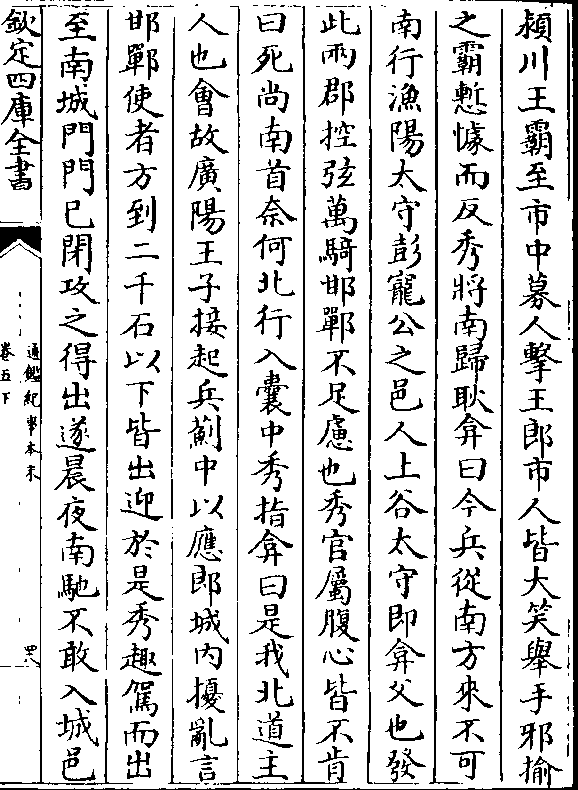 潁川王霸至市中募人擊王郎市人皆大笑舉手邪揄
之霸慙懅而反秀將南歸耿弇曰今兵從南方來不可
南行漁陽太守彭寵公之邑人上谷太守即弇父也發
此兩郡控弦萬騎邯鄲不足慮也秀官屬腹心皆不肯
曰死尚南首奈何北行入囊中秀指弇曰是我北道主
人也會故廣陽王子接起兵薊中以應郎城内擾亂言
邯鄲使者方到二千石以下皆出迎於是秀趣駕而出
至南城門門已閉攻之得出遂晨夜南馳不敢入城邑
欽定四庫全書
通鑑紀事本末
卷五下